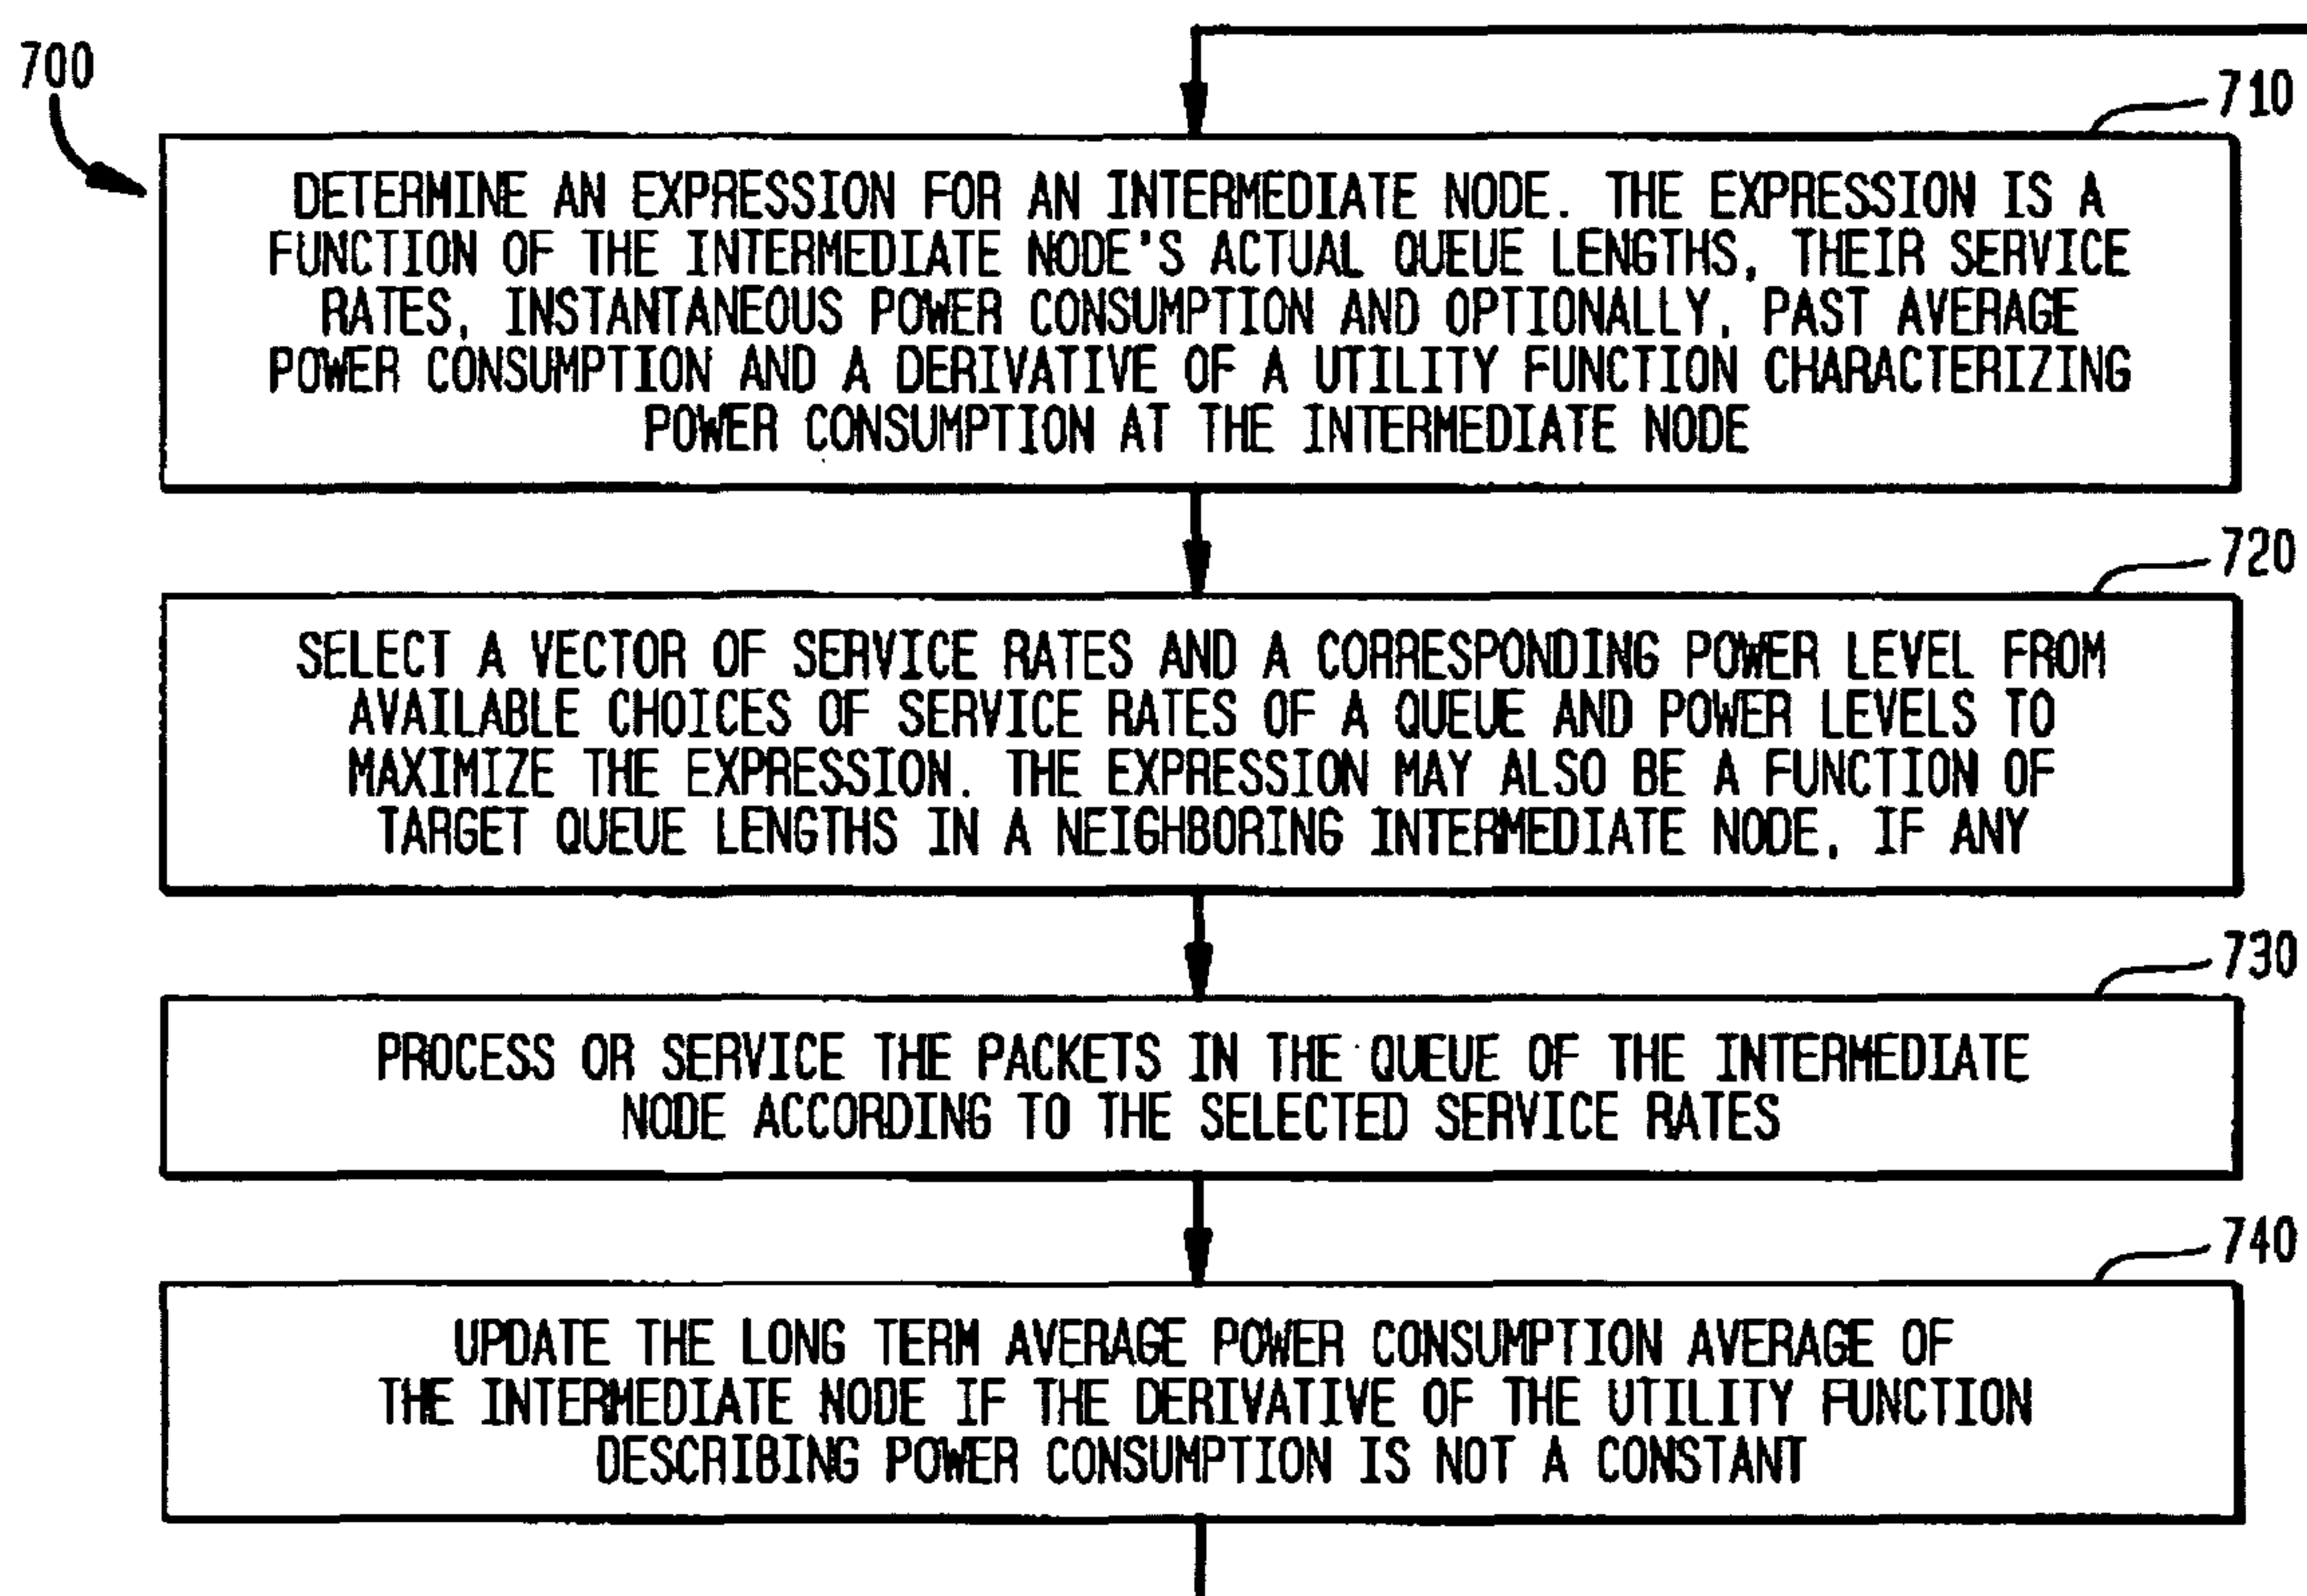 700
710
DETERMINE AN EXPRESSION FOR AN INTERMEDIATE NODE. THE EXPRESSION IS A
FUNCTION OF THE INTERMEDIATE NODE'S ACTUAL QUEUE LENGTHS, THEIR SERVICE
RATES, INSTANTANEOUS POWER CONSUMPTION AND OPTIONALLY, PAST AVERAGE
POWER CONSUMPTION AND A DERIVATIVE OF A UTILITY FUNCTION CHARACTERIZING
POWER CONSUMPTION AT THE INTERMEDIATE NODE
720
SELECT A VECTOR OF SERVICE RATES AND A CORRESPONDING POWER LEVEL FROM
AVAILABLE CHOICES OF SERVICE RATES OF A QUEUE AND POWER LEVELS TO
MAXIMIZE THE EXPRESSION. THE EXPRESSION MAY ALSO BE A FUNCTION OF
TARGET QUEUE LENGTHS IN A NEIGHBORING INTERMEDIATE NODE, IF ANY
730
PROCESS OR SERVICE THE PACKETS IN THE QUEUE OF THE INTERMEDIATE
NODE ACCORDING TO THE SELECTED SERVICE RATES
740
UPDATE THE LONG TERM AVERAGE POWER CONSUMPTION AVERAGE OF
THE INTERMEDIATE NODE IF THE DERIVATIVE OF THE UTILITY FUNCTION
DESCRIBING POWER CONSUMPTION IS NOT A CONSTANT